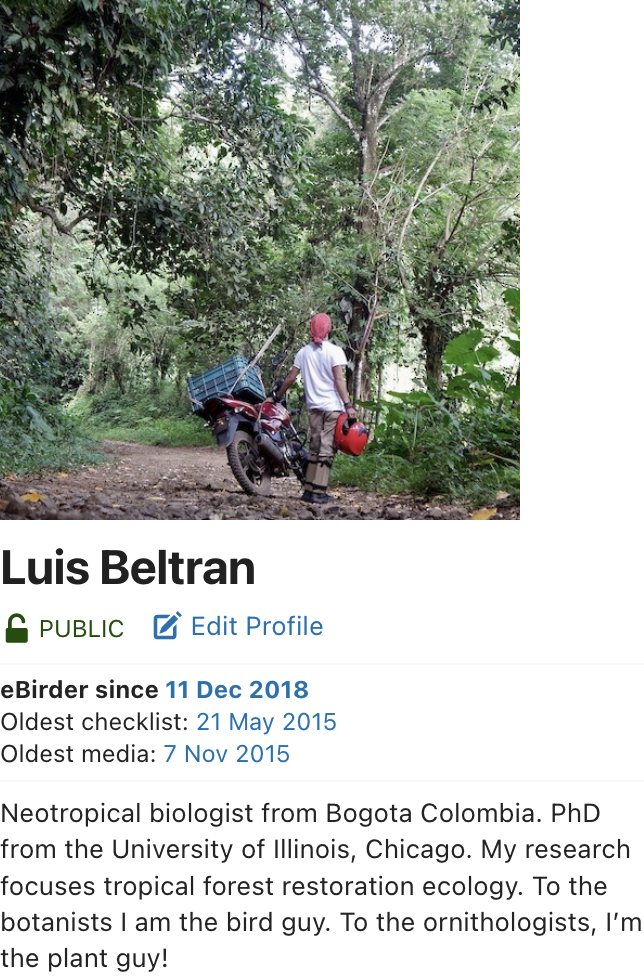 Luis Beltran
PUBLIC Edit Profile
eBirder since 11 Dec 2018
Oldest checklist: 21 May 2015
Oldest media: 7 Nov 2015
Neotropical biologist from Bogota Colombia. PhD
from the University of Illinois, Chicago. My research
focuses tropical forest restoration ecology. To the
botanists I am the bird guy. To the ornithologists, I’m
the plant guy!